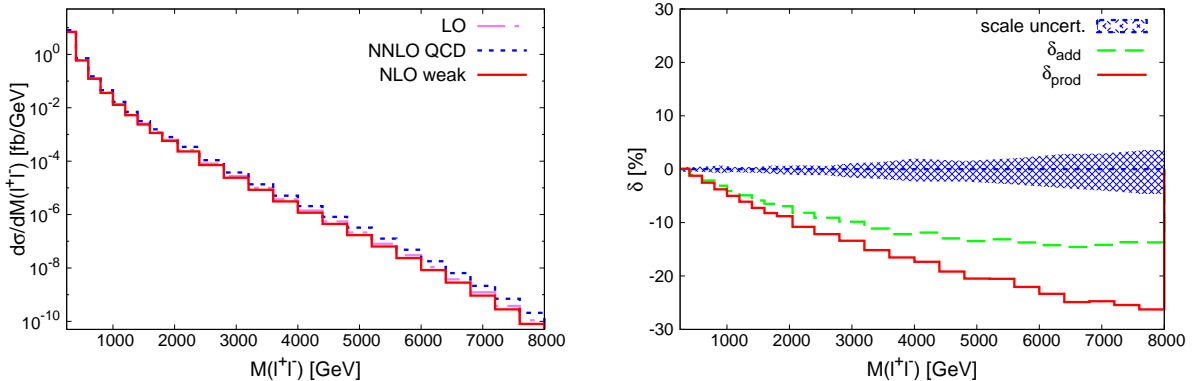 LO
NNLO QCD
NLO weak
dσ/dM(l⁺l⁻) [fb/GeV]
10⁰
10⁻²
10⁻⁴
10⁻⁶
10⁻⁸
10⁻¹⁰
1000 2000 3000 4000 5000 6000 7000 8000
M(l⁺l⁻) [GeV]
scale uncert.
δadd
δprod
δ [%]
30
20
10
0
-10
-20
-30
1000 2000 3000 4000 5000 6000 7000 8000
M(l⁺l⁻) [GeV]